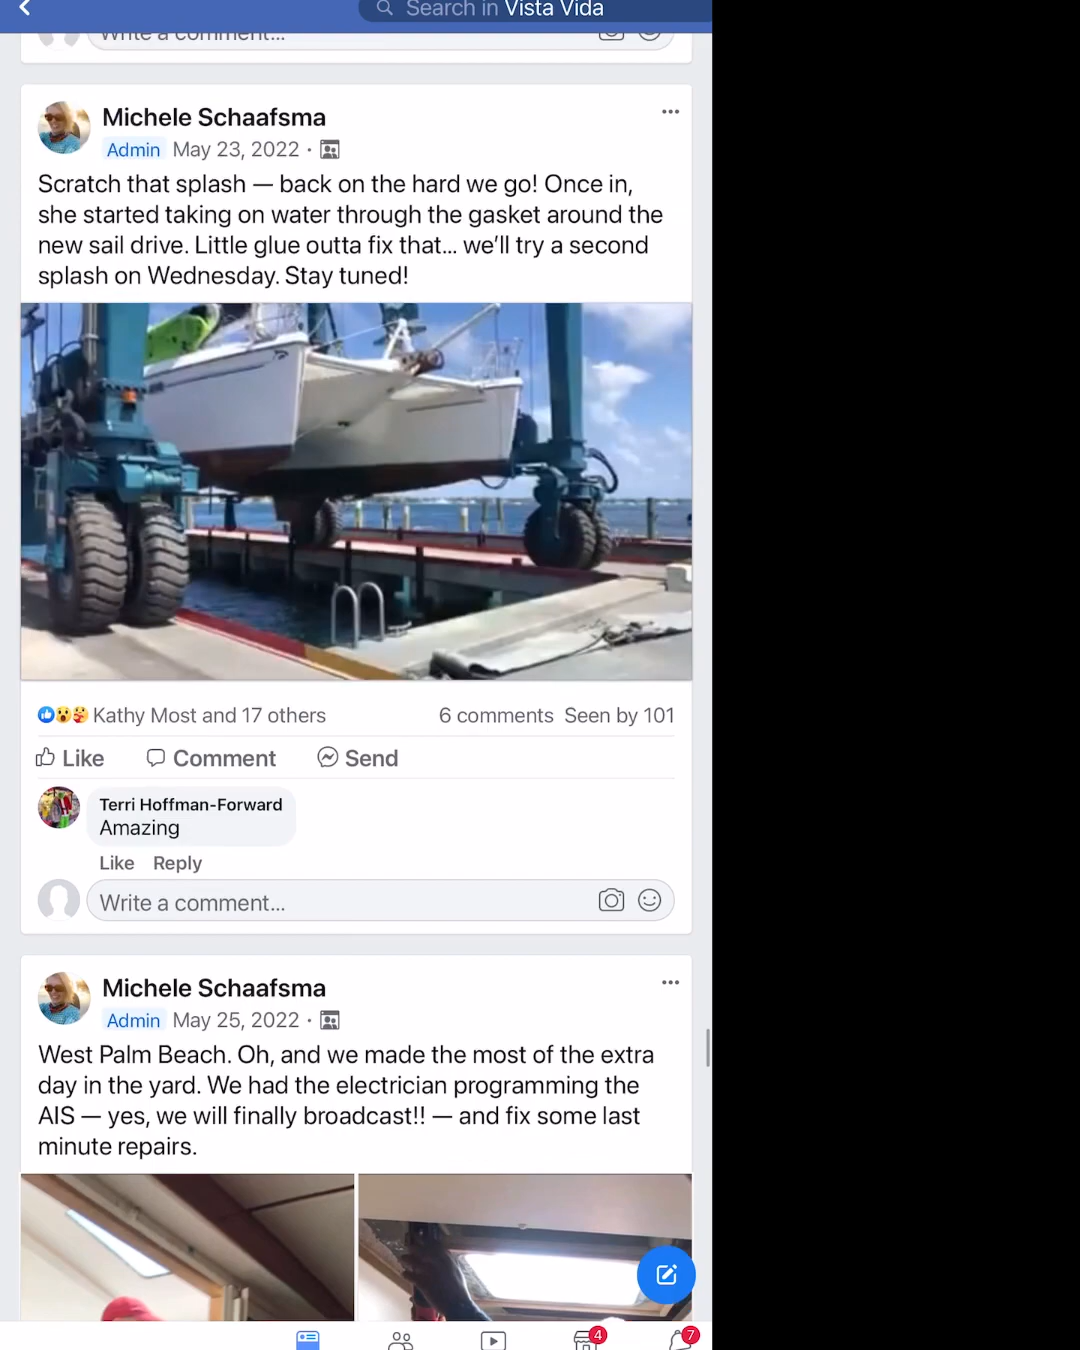 Search in Vista Vida
Write a comment...
Michele Schaafsma
Admin May 23, 2022 ·
Scratch that splash — back on the hard we go! Once in,
she started taking on water through the gasket around the
new sail drive. Little glue outta fix that... we'll try a second
splash on Wednesday. Stay tuned!
Kathy Most and 17 others 6 comments Seen by 101
Like Comment Send
Terri Hoffman-Forward
Amazing
Like Reply
Write a comment...
Michele Schaafsma
Admin May 25, 2022 ·
West Palm Beach. Oh, and we made the most of the extra
day in the yard. We had the electrician programming the
AIS — yes, we will finally broadcast!! — and fix some last
minute repairs.
4 7